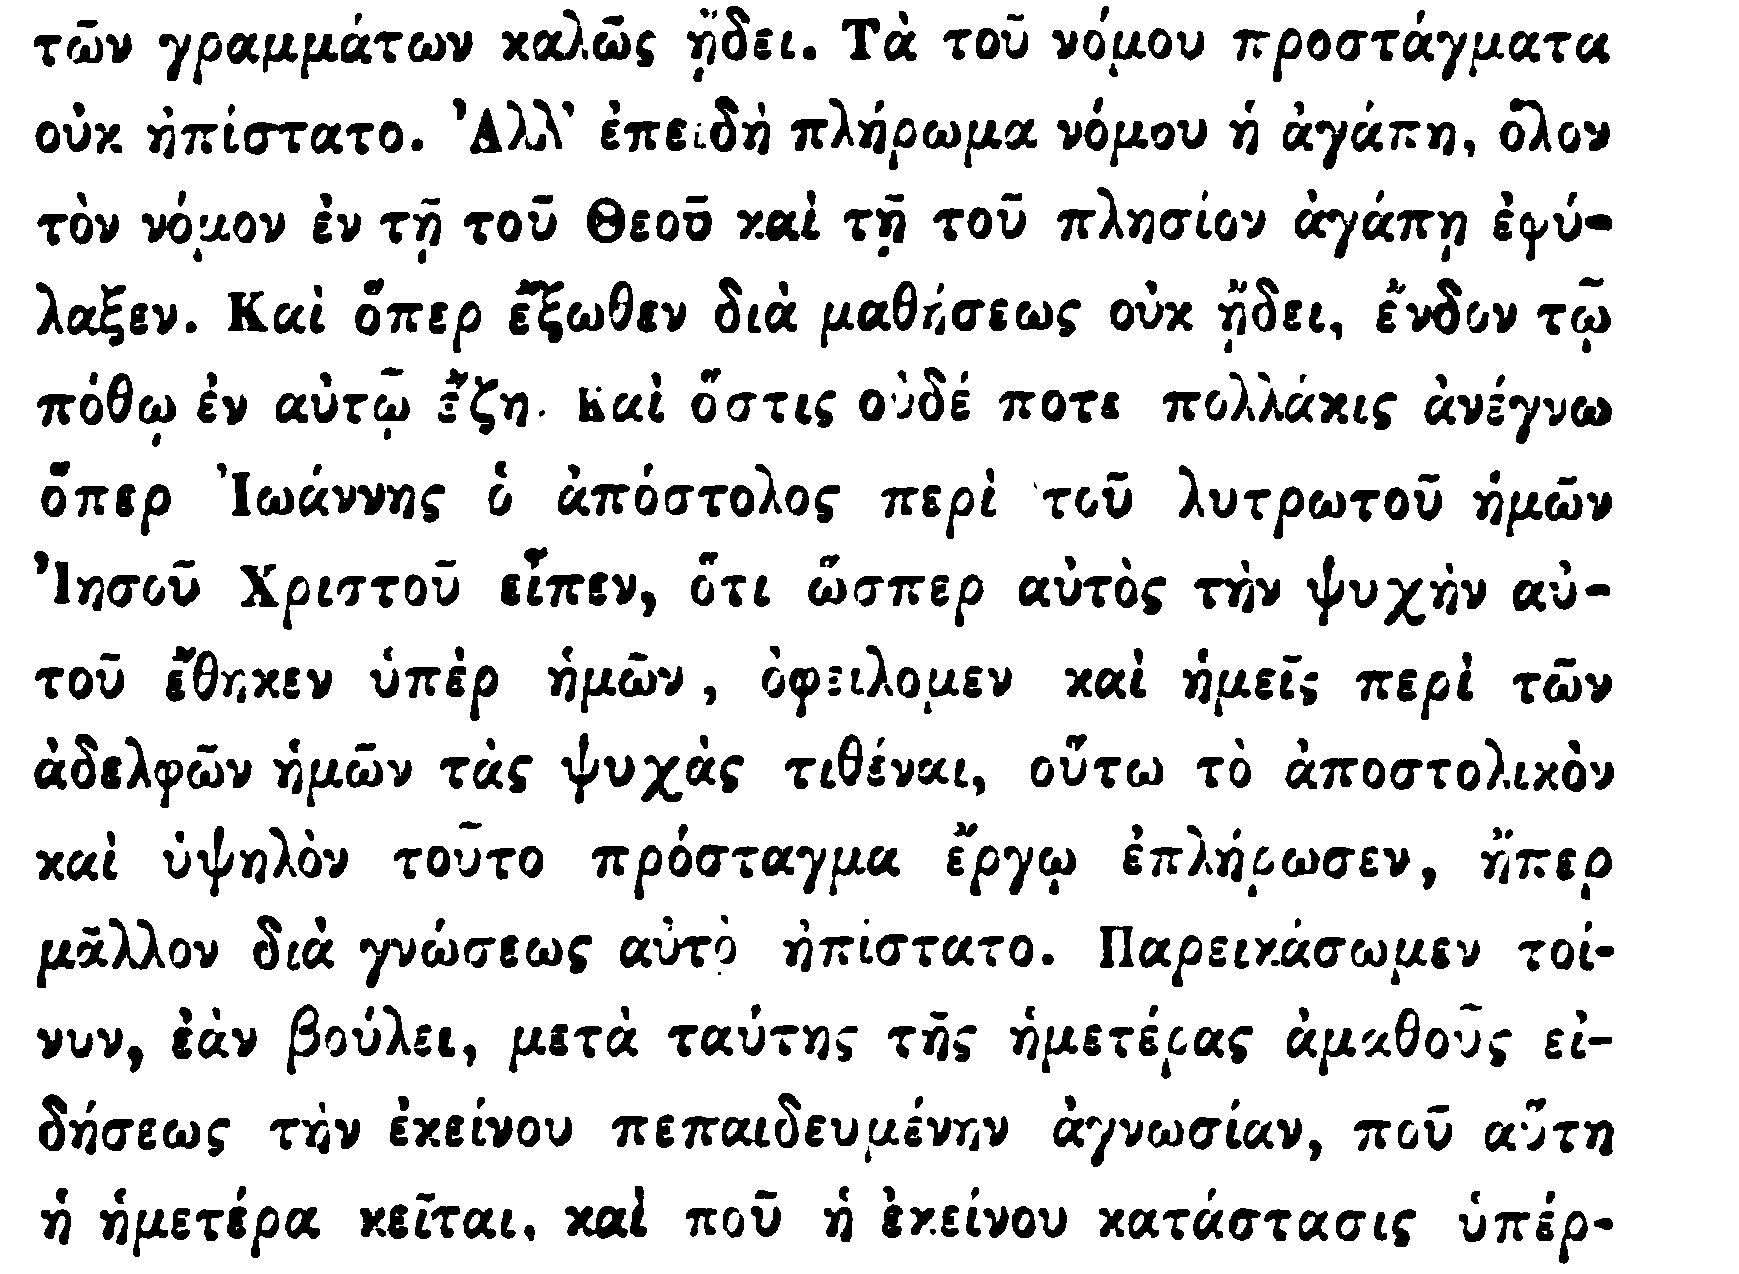 τῶν γραμμάτων καλῶς ᾔδει. Τὰ τοῦ νόμου προστάγματα
οὐκ ἠπίστατο. Ἀλλ' ἐπειδὴ πλήρωμα νόμου ἡ ἀγάπη, ὅλον
τὸν νόμον ἐν τῇ τοῦ Θεοῦ καὶ τῇ τοῦ πλησίον ἀγάπῃ ἐφύ-
λαξεν. Καὶ ὅπερ ἔξωθεν διὰ μαθήσεως οὐκ ᾔδει, ἔνδον τῷ
πόθῳ ἐν αὐτῷ ἔζη. Καὶ ὅστις οὐδέ ποτε πολλάκις ἀνέγνω
ὅπερ Ἰωάννης ὁ ἀπόστολος περὶ τοῦ λυτρωτοῦ ἡμῶν
Ἰησοῦ Χριστοῦ εἶπεν, ὅτι ὥσπερ αὐτὸς τὴν ψυχὴν αὐ-
τοῦ ἔθηκεν ὑπὲρ ἡμῶν, ὀφείλομεν καὶ ἡμεῖς περὶ τῶν
ἀδελφῶν ἡμῶν τὰς ψυχὰς τιθέναι, οὕτω τὸ ἀποστολικὸν
καὶ ὑψηλὸν τοῦτο πρόσταγμα ἔργῳ ἐπλήρωσεν, ἤπερ
μᾶλλον διὰ γνώσεως αὐτὸ ἠπίστατο. Παρεικάσωμεν τοί-
νυν, ἐὰν βούλει, μετὰ ταύτης τῆς ἡμετέρας ἀμαθοῦς εἰ-
δήσεως τὴν ἐκείνου πεπαιδευμένην ἀγνωσίαν, ποῦ αὕτη
ἡ ἡμετέρα κεῖται, καὶ ποῦ ἡ ἐκείνου κατάστασις ὑπέρ-